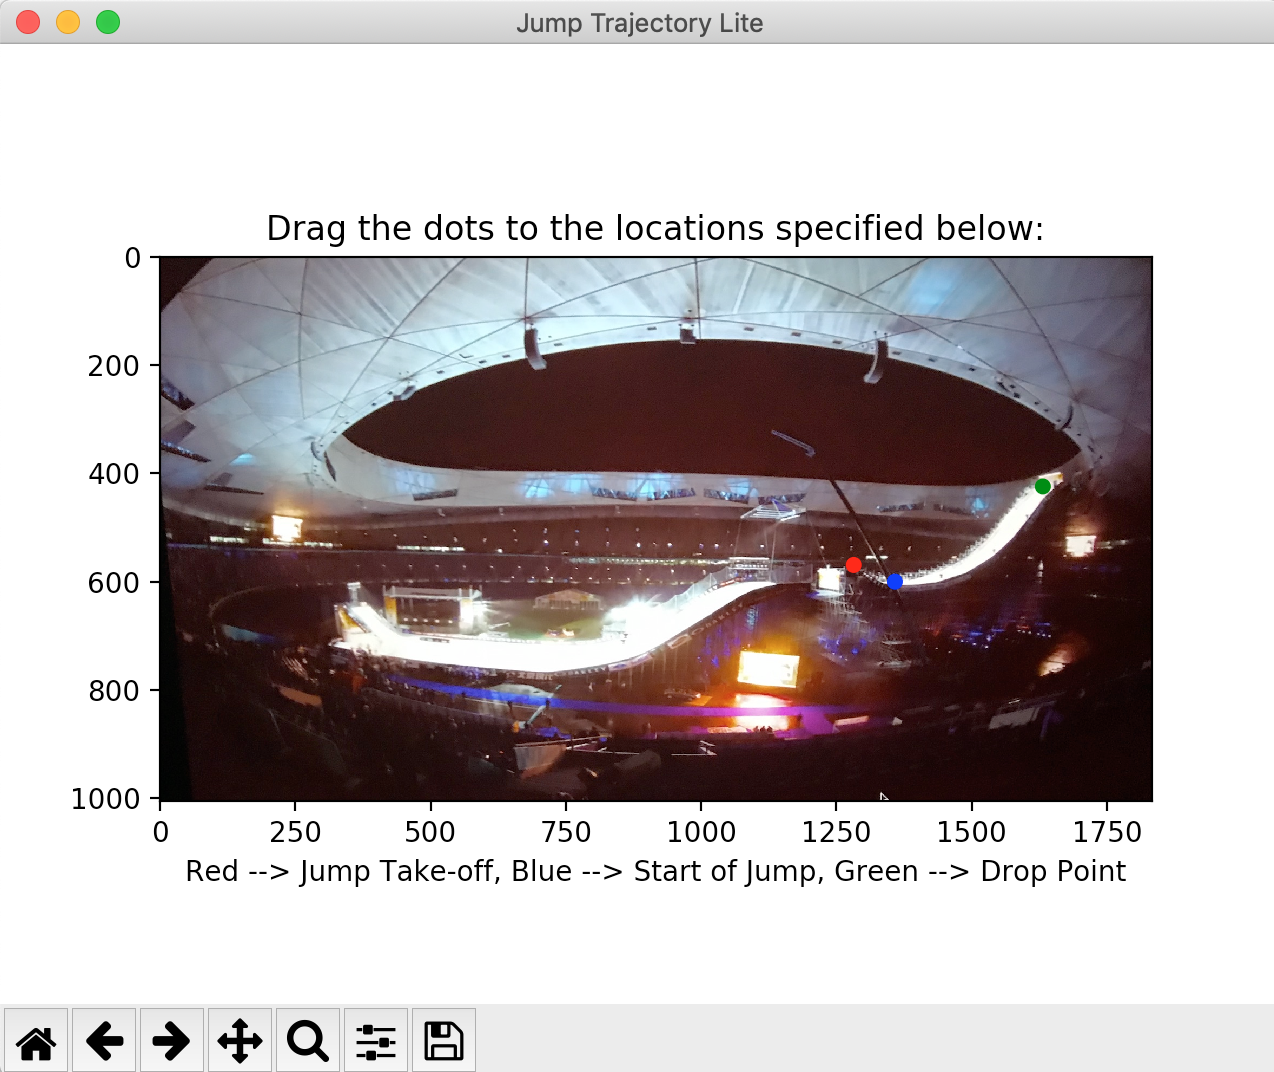 Jump Trajectory Lite
Drag the dots to the locations specified below:
0
200
400
600
800
1000
0 250 500 750 1000 1250 1500 1750
Red --> Jump Take-off, Blue --> Start of Jump, Green --> Drop Point